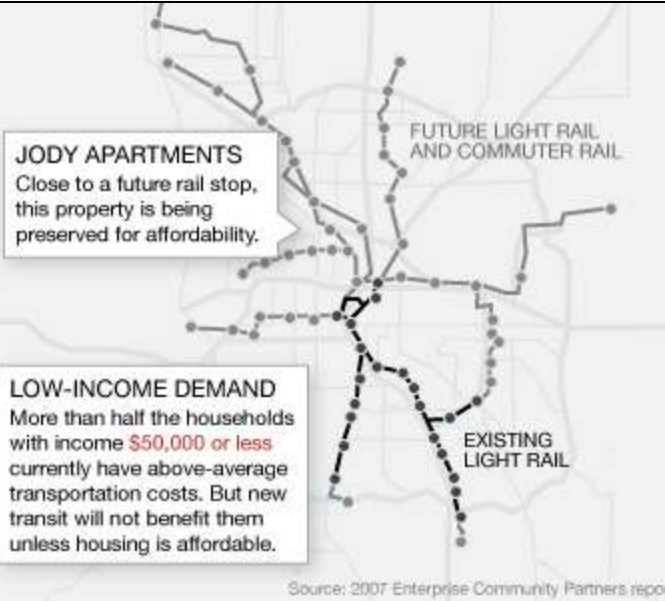 FUTURE LIGHT RAIL
AND COMMUTER RAIL
JODY APARTMENTS
Close to a future rail stop,
this property is being
preserved for affordability.
LOW-INCOME DEMAND
More than half the households
with income $50,000 or less
currently have above-average
transportation costs. But new
transit will not benefit them
unless housing is affordable.
EXISTING
LIGHT RAIL
Source: 2007 Enterprise Community Partners repo